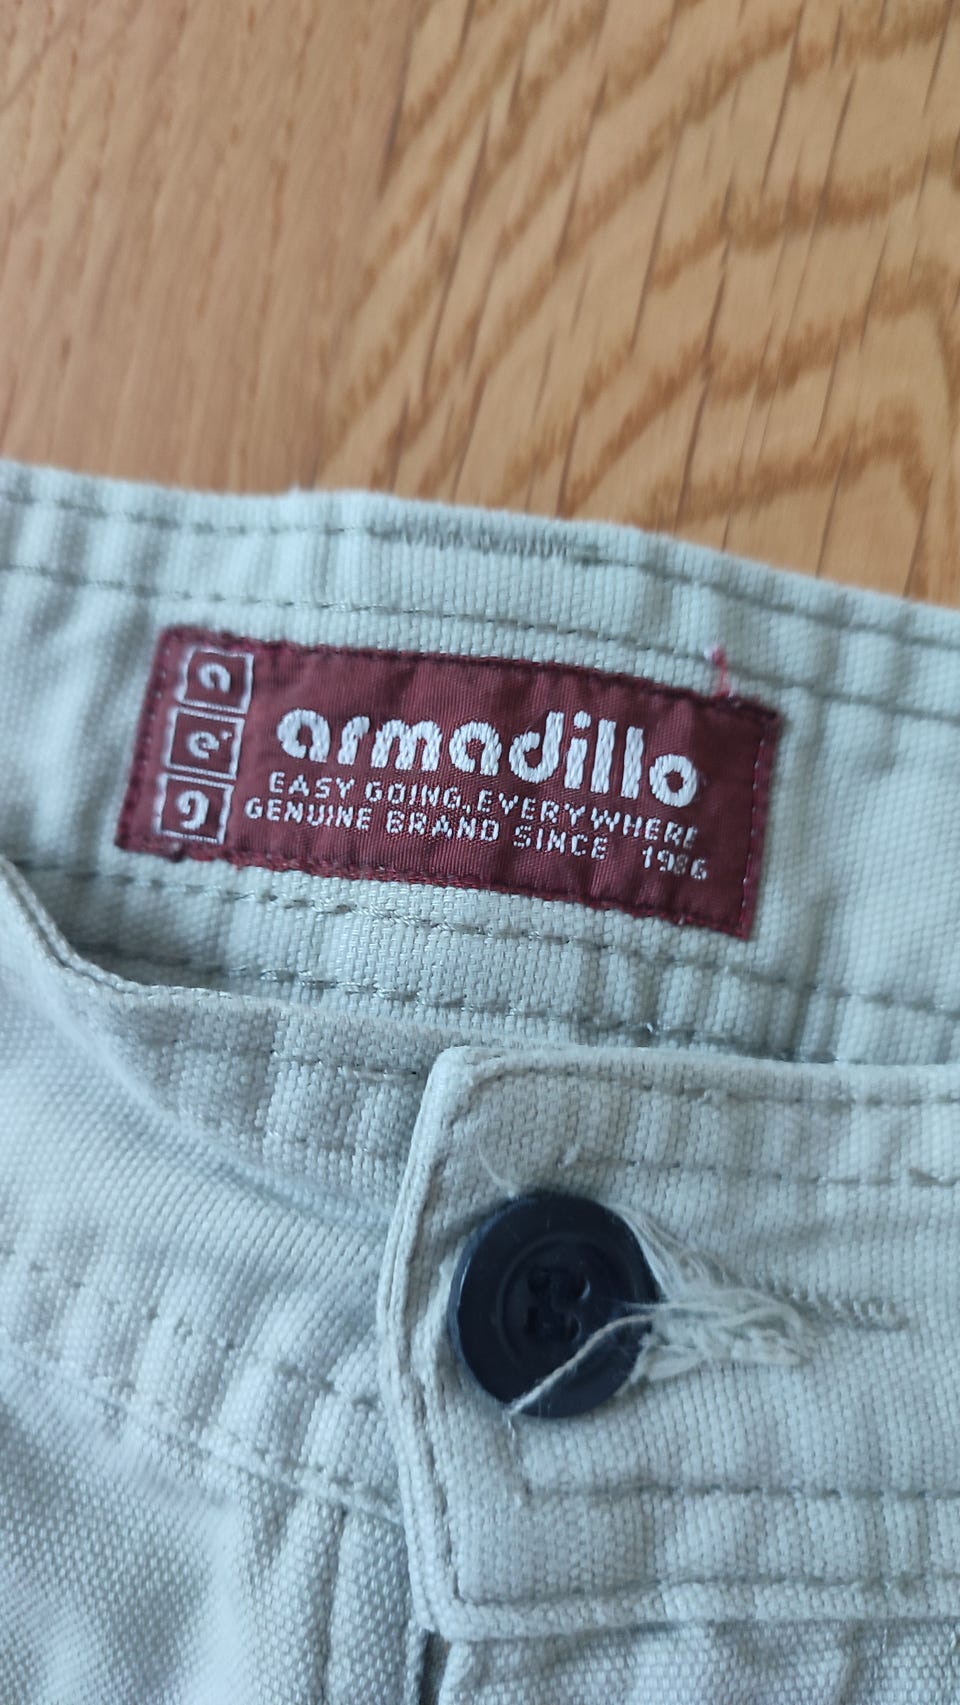 armadillo
EASY GOING, EVERYWHERE
GENUINE BRAND SINCE 1986